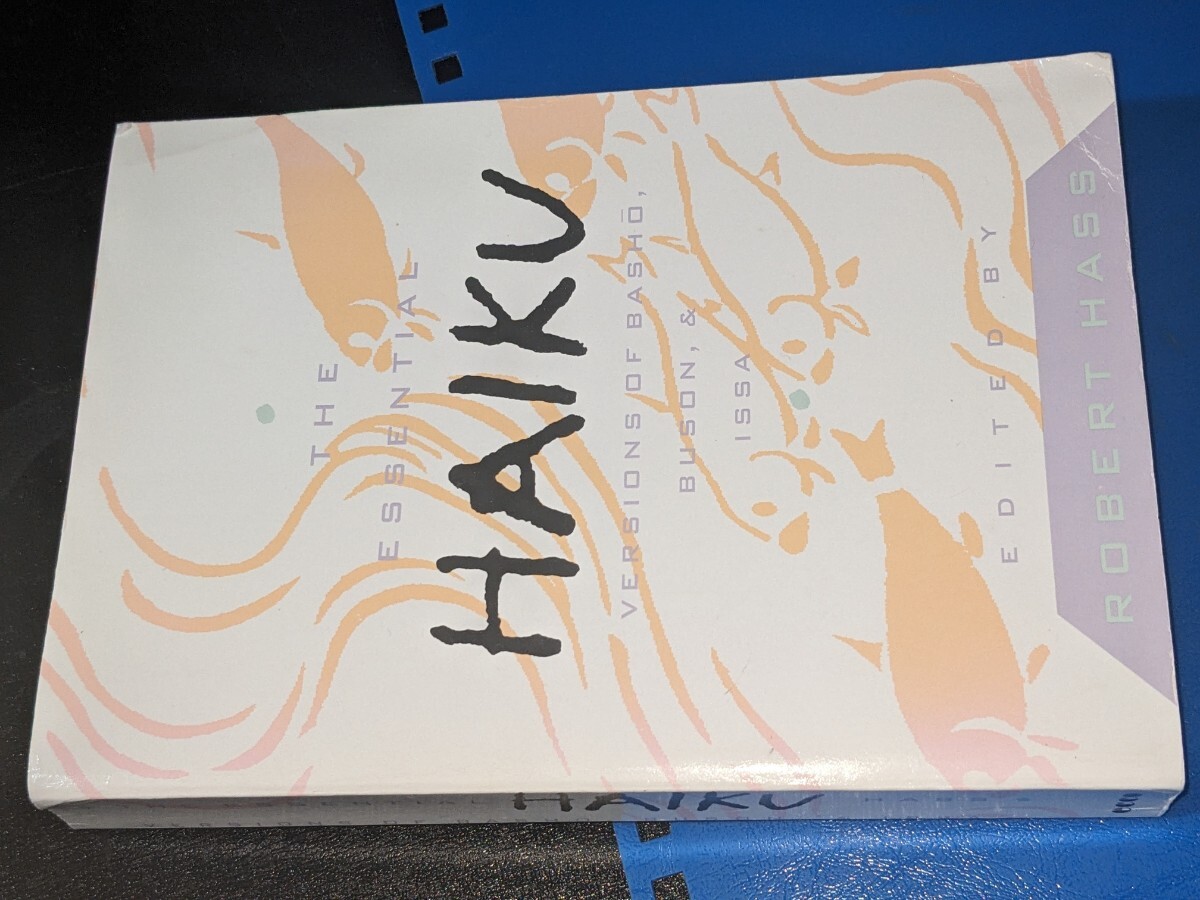 THE
ESSENTIAL
HAIKU
VERSIONS OF BASHŌ,
BUSON, &
ISSA
EDITED BY
ROBERT HASS
HAIKU